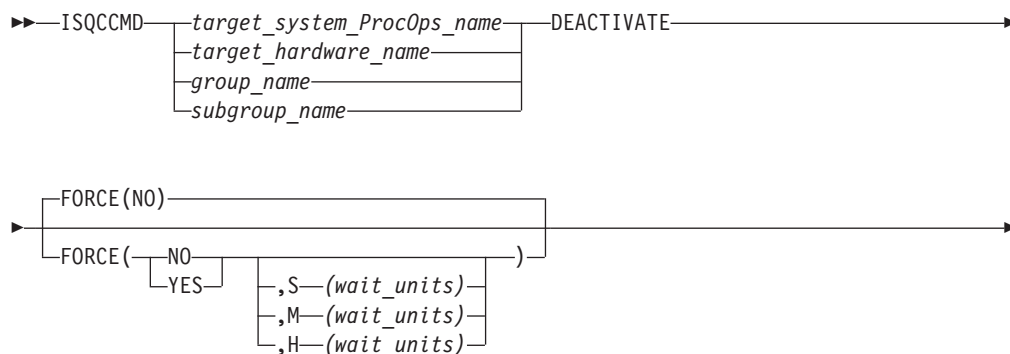 ISQCCMD target_system_ProcOps_name DEACTIVATE
target_hardware_name
group_name
subgroup_name
FORCE(NO)
FORCE( NO )
YES ,S (wait_units)
,M (wait_units)
,H (wait_units)